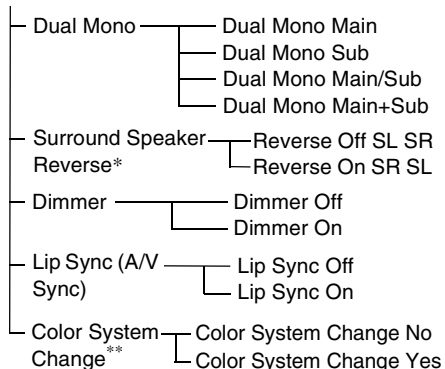 Dual Mono
Dual Mono Main
Dual Mono Sub
Dual Mono Main/Sub
Dual Mono Main+Sub
Surround Speaker
Reverse*
Reverse Off SL SR
Reverse On SR SL
Dimmer
Dimmer Off
Dimmer On
Lip Sync (A/V
Sync)
Lip Sync Off
Lip Sync On
Color System
Change**
Color System Change No
Color System Change Yes